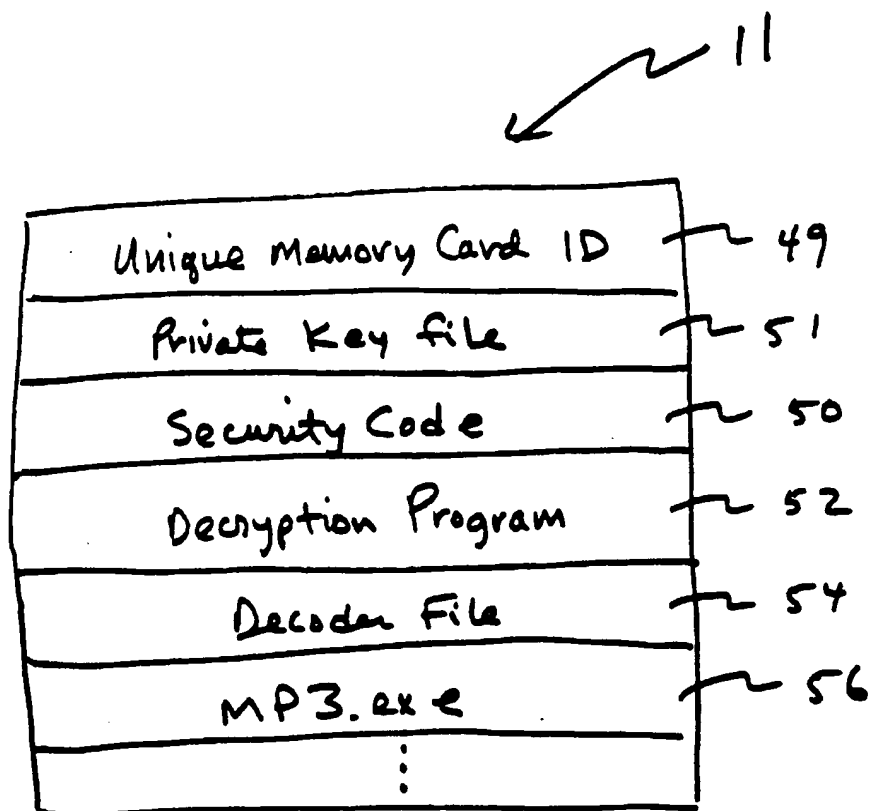 11
Unique Memory Card ID 49
Private Key file 51
Security Code 50
Decryption Program 52
Decoder File 54
MP3.exe 56